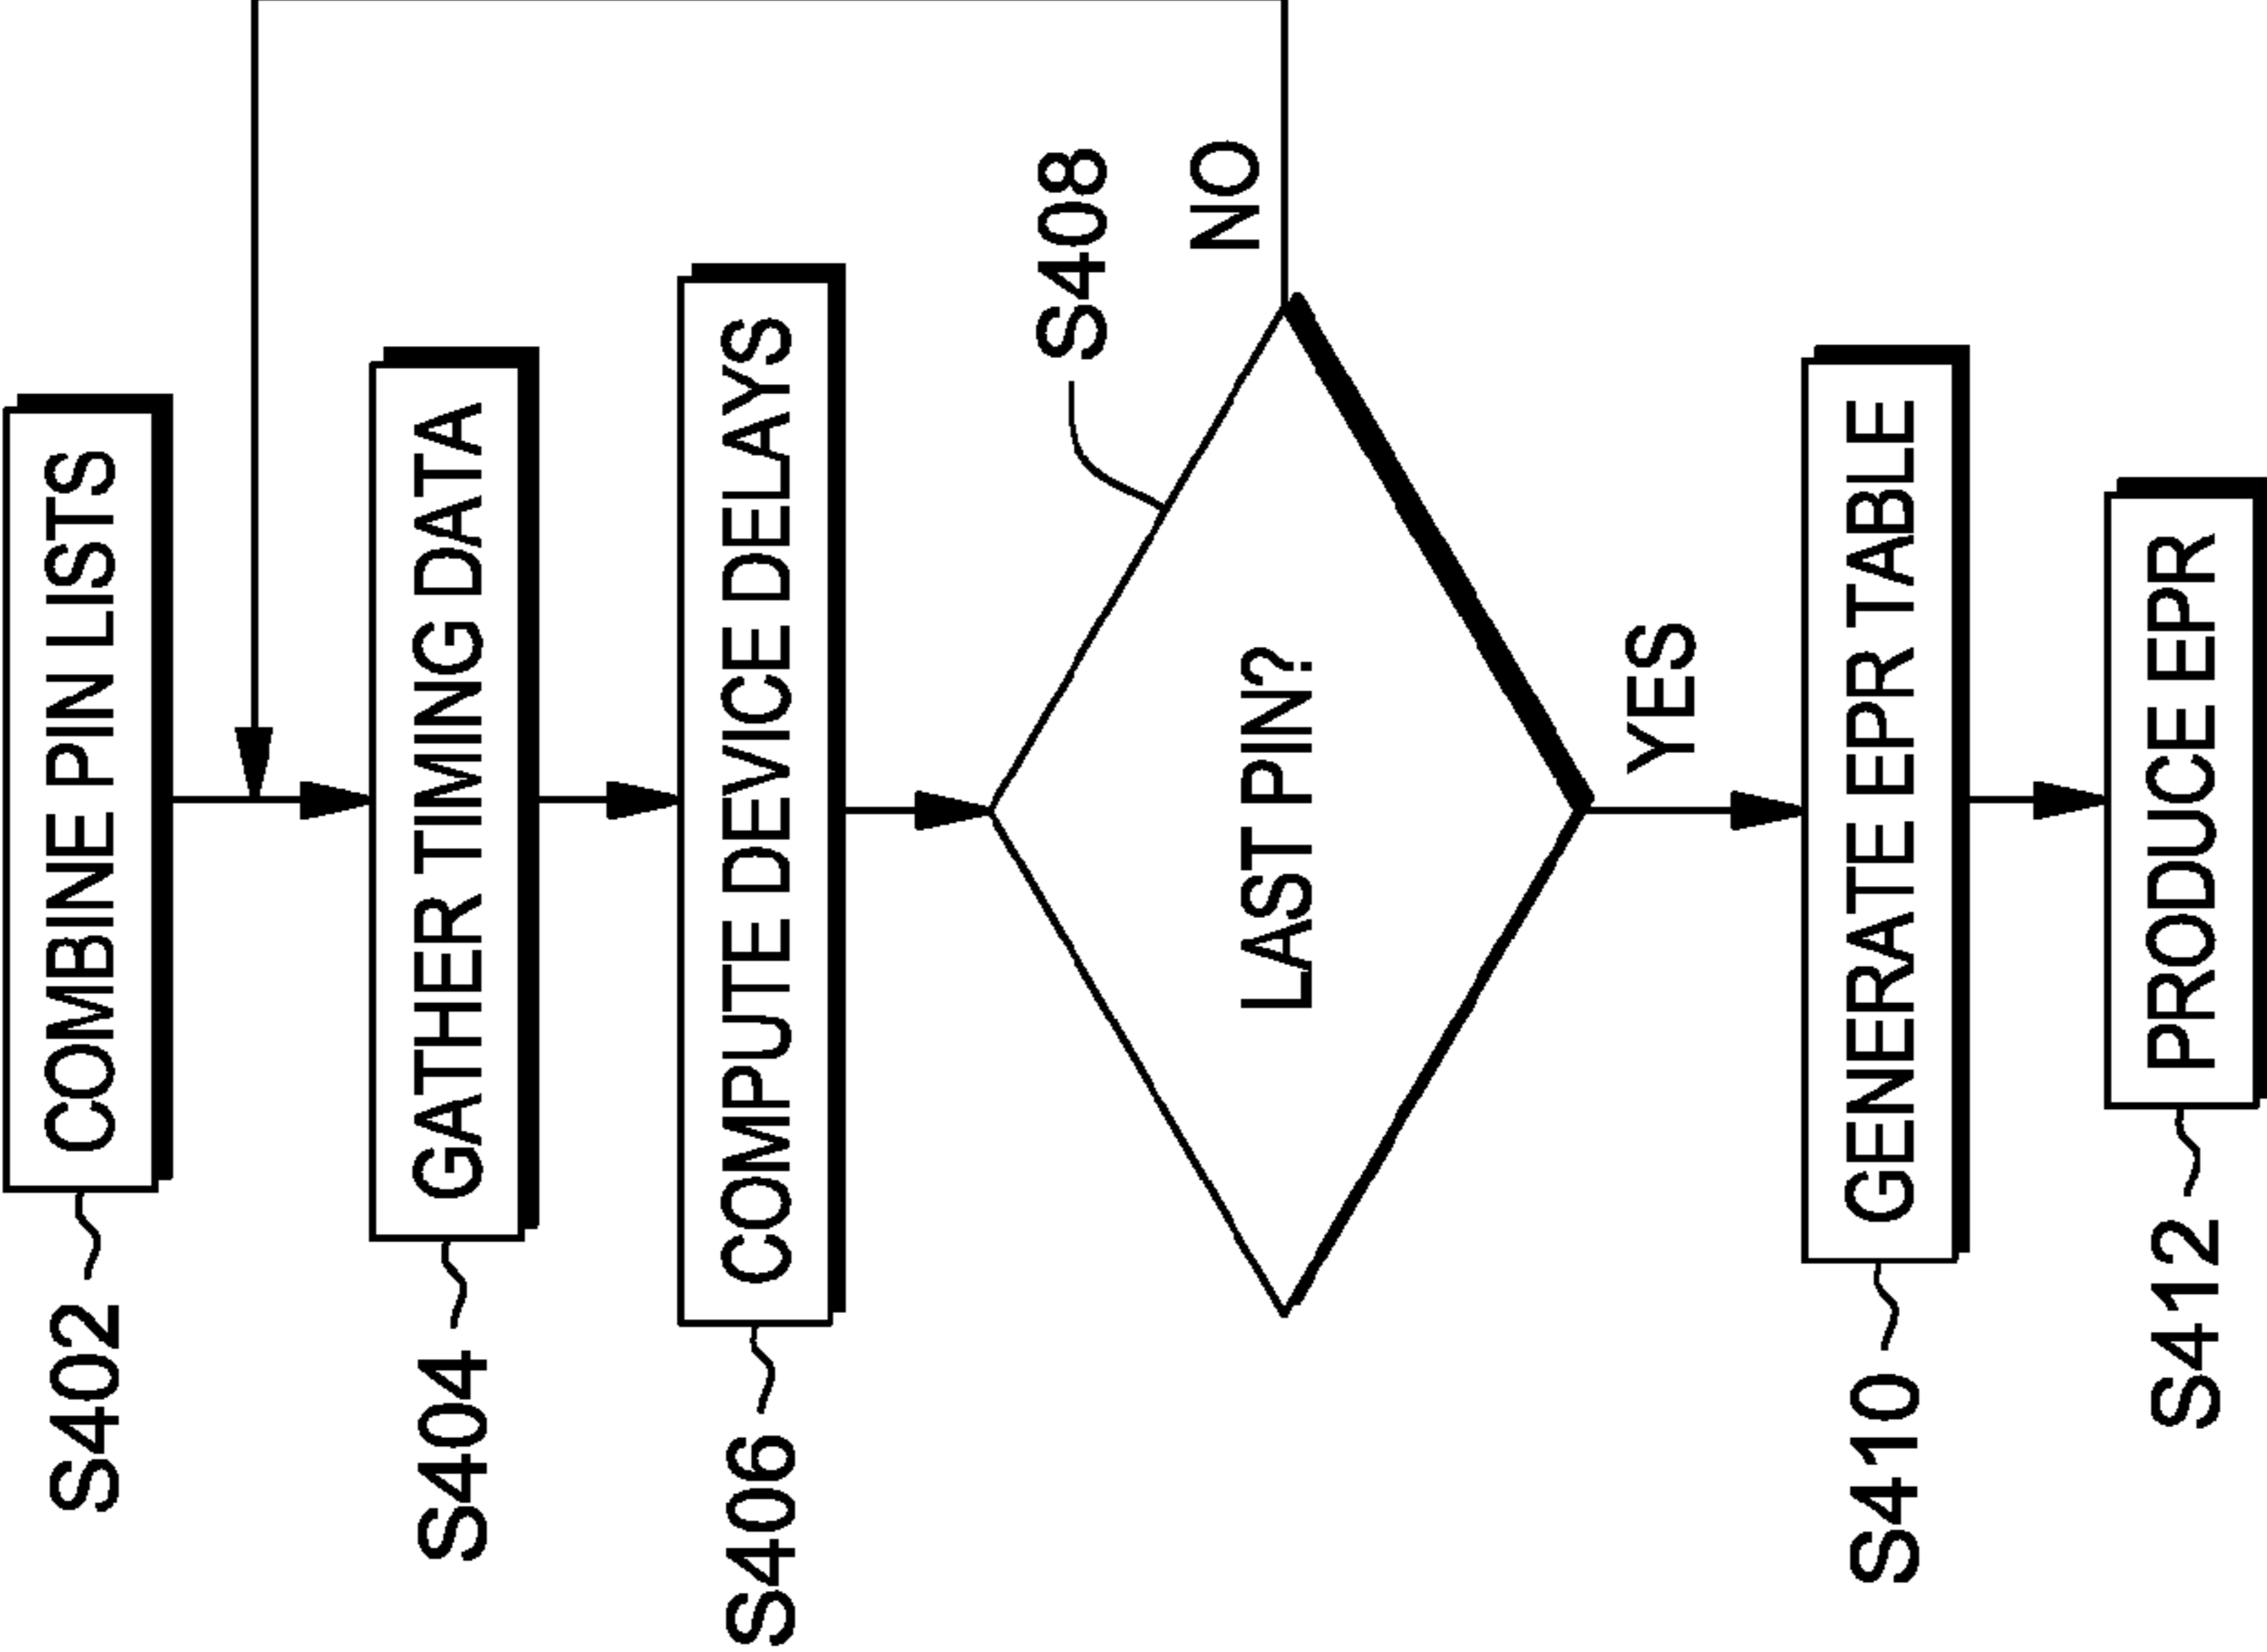 S402
COMBINE PIN LISTS
S404
GATHER TIMING DATA
S406
COMPUTE DEVICE DELAYS
S408
LAST PIN?
NO
YES
S410
GENERATE EPR TABLE
S412
PRODUCE EPR